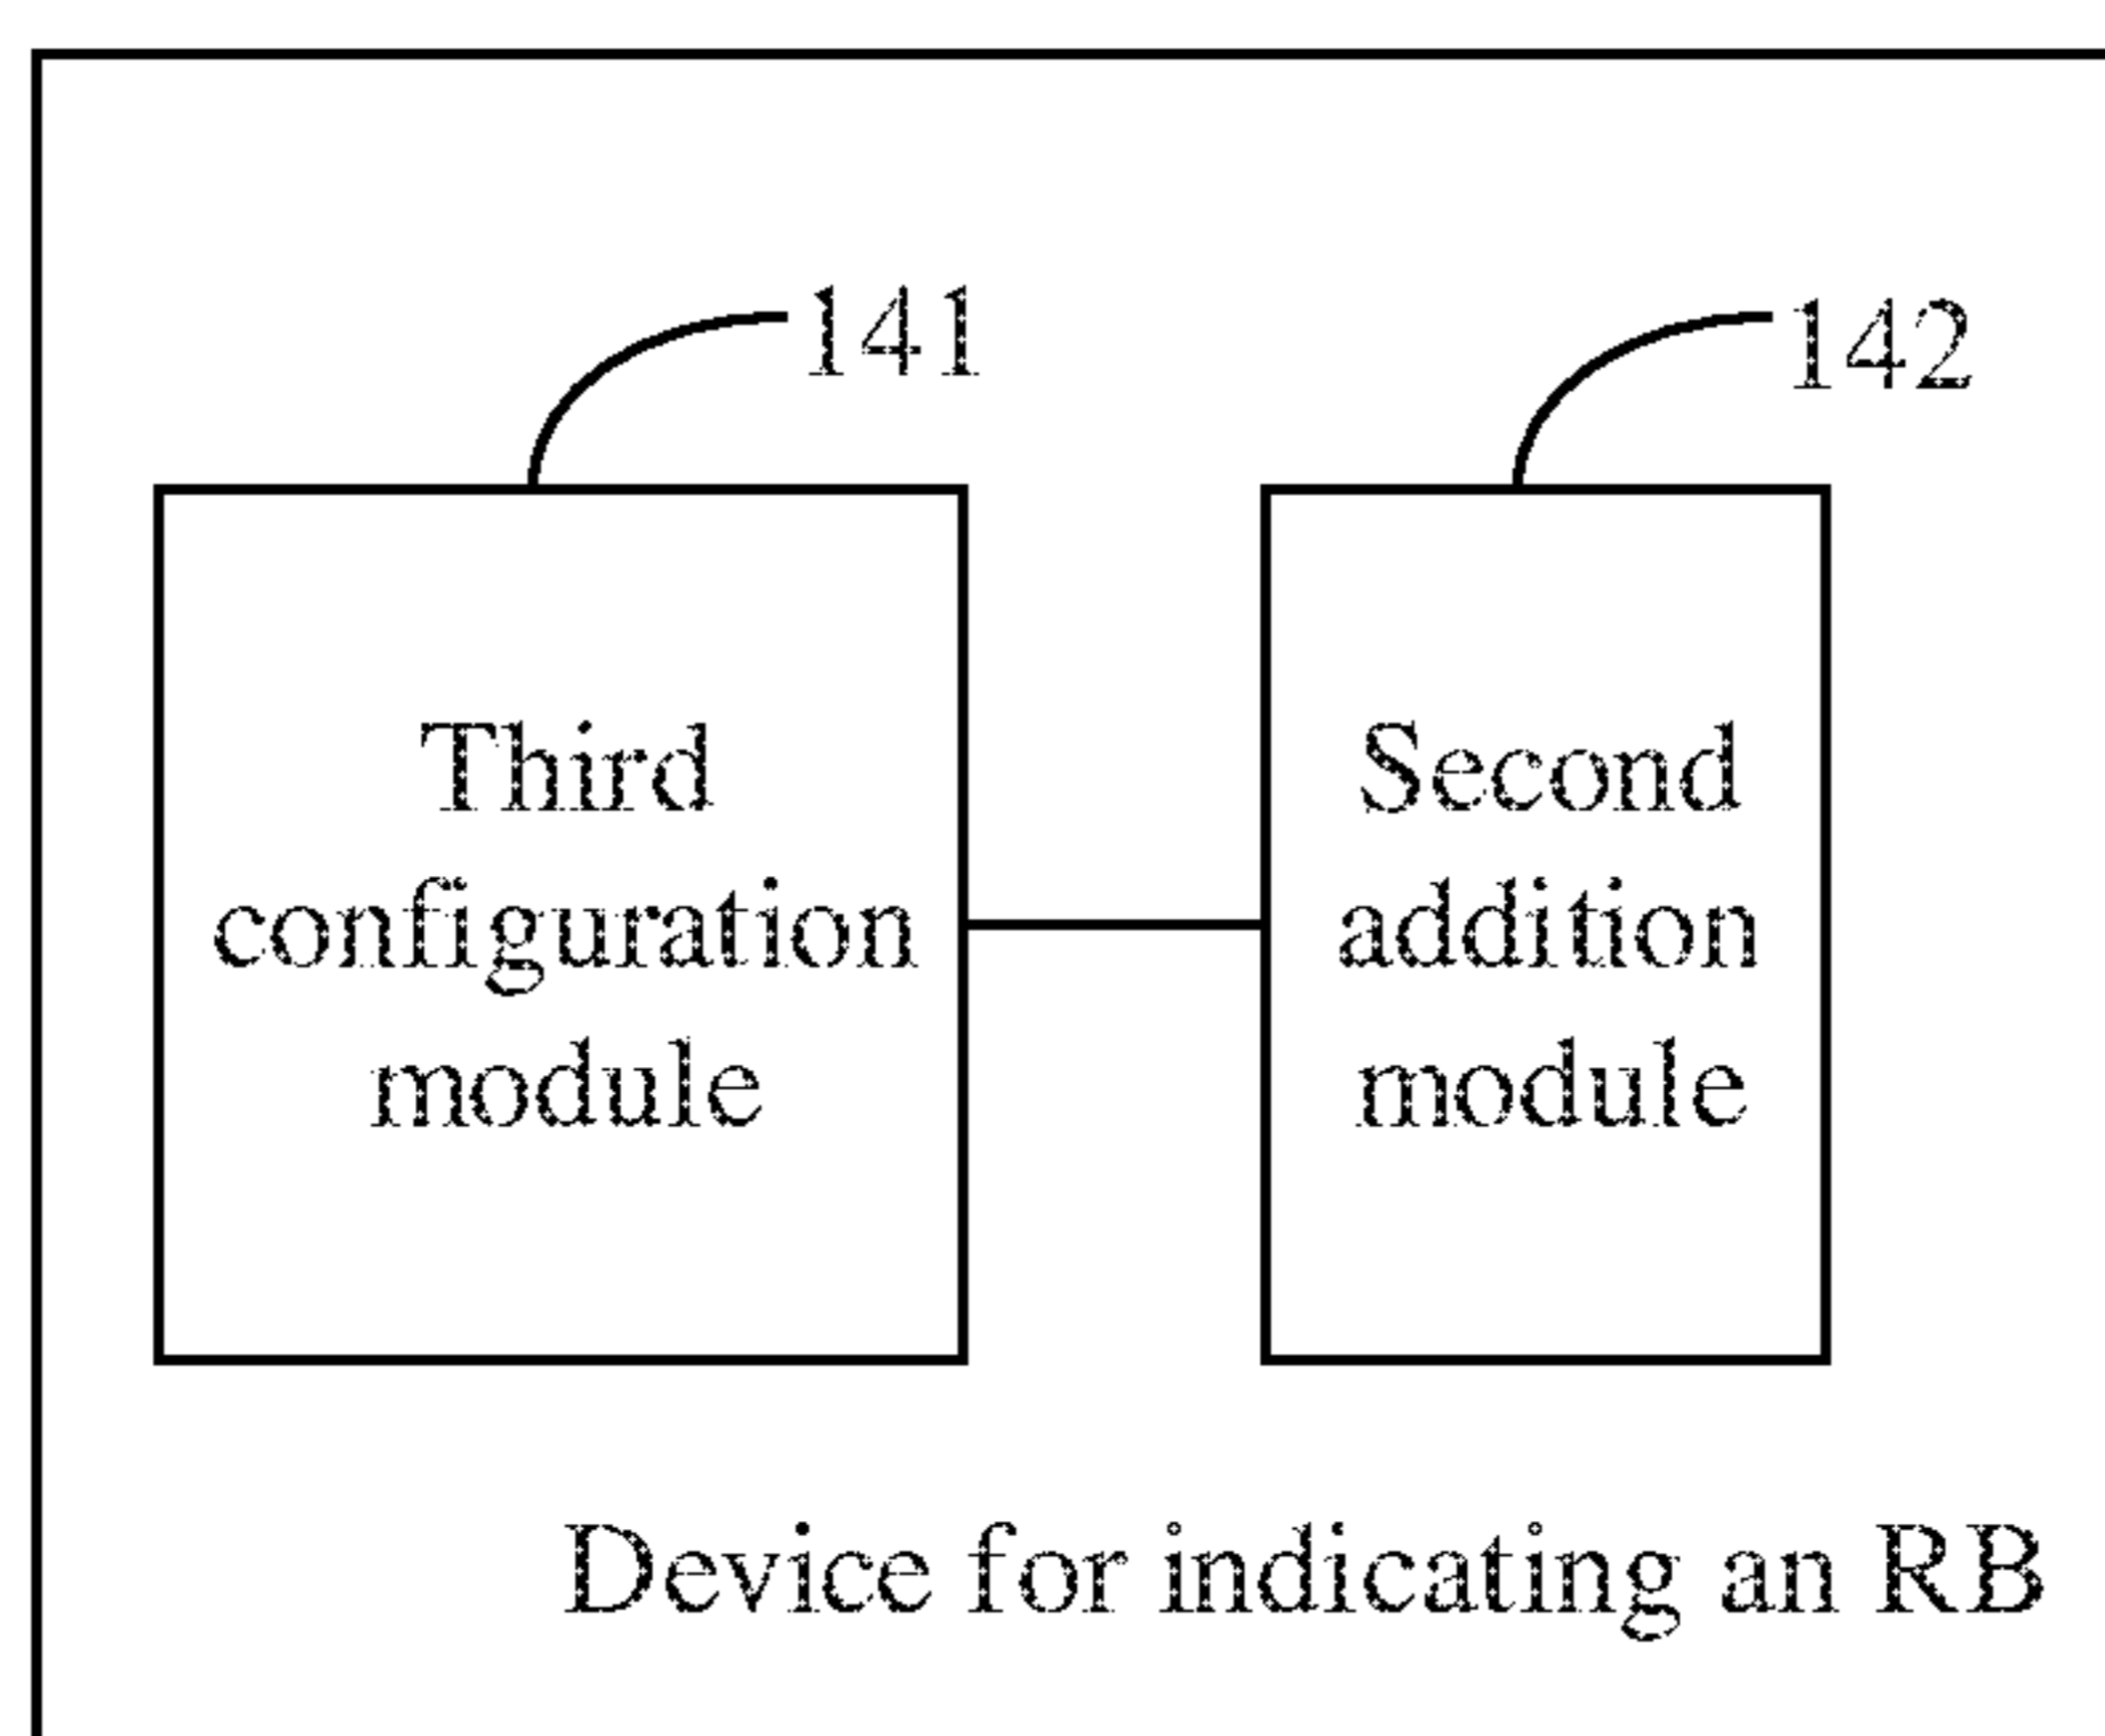 141
142
Third
configuration
module
Second
addition
module
Device for indicating an RB